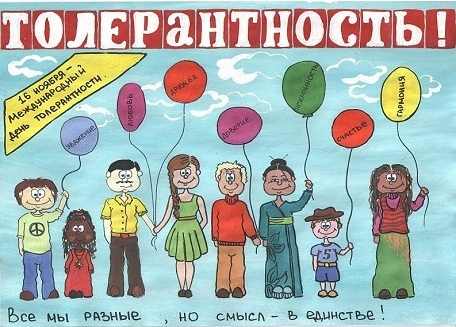 ТОЛЕРАНТНОСТЬ!
16 НОЯБРЯ -
МЕЖДУНАРОДНЫЙ
ДЕНЬ ТОЛЕРАНТНОСТИ.
УВАЖЕНИЕ
ЛЮБОВЬ
ДРУЖБА
ДОВЕРИЕ
ИСКРЕННОСТЬ
СЧАСТЬЕ
ГАРМОНИЯ
5
Все мы разные , но смысл - в единстве!